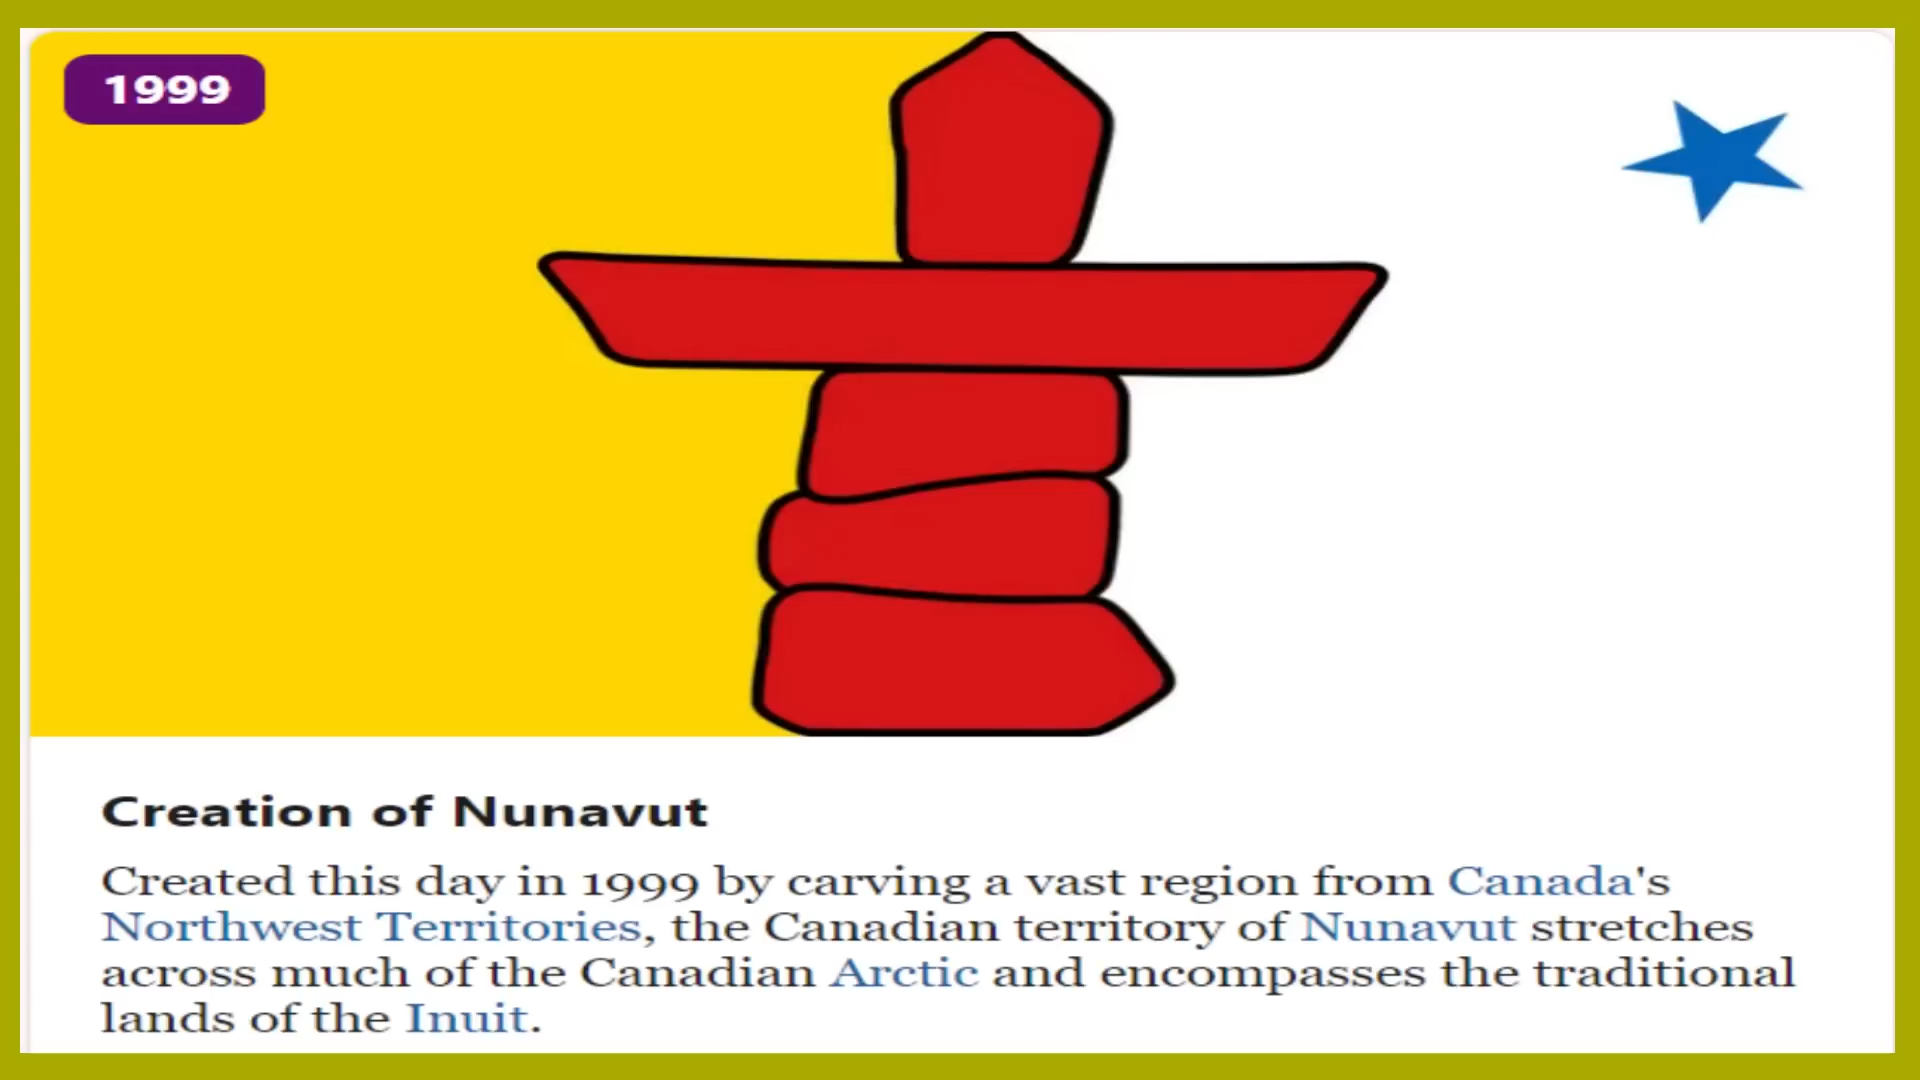 1999
Creation of Nunavut
Created this day in 1999 by carving a vast region from Canada's
Northwest Territories, the Canadian territory of Nunavut stretches
across much of the Canadian Arctic and encompasses the traditional
lands of the Inuit.